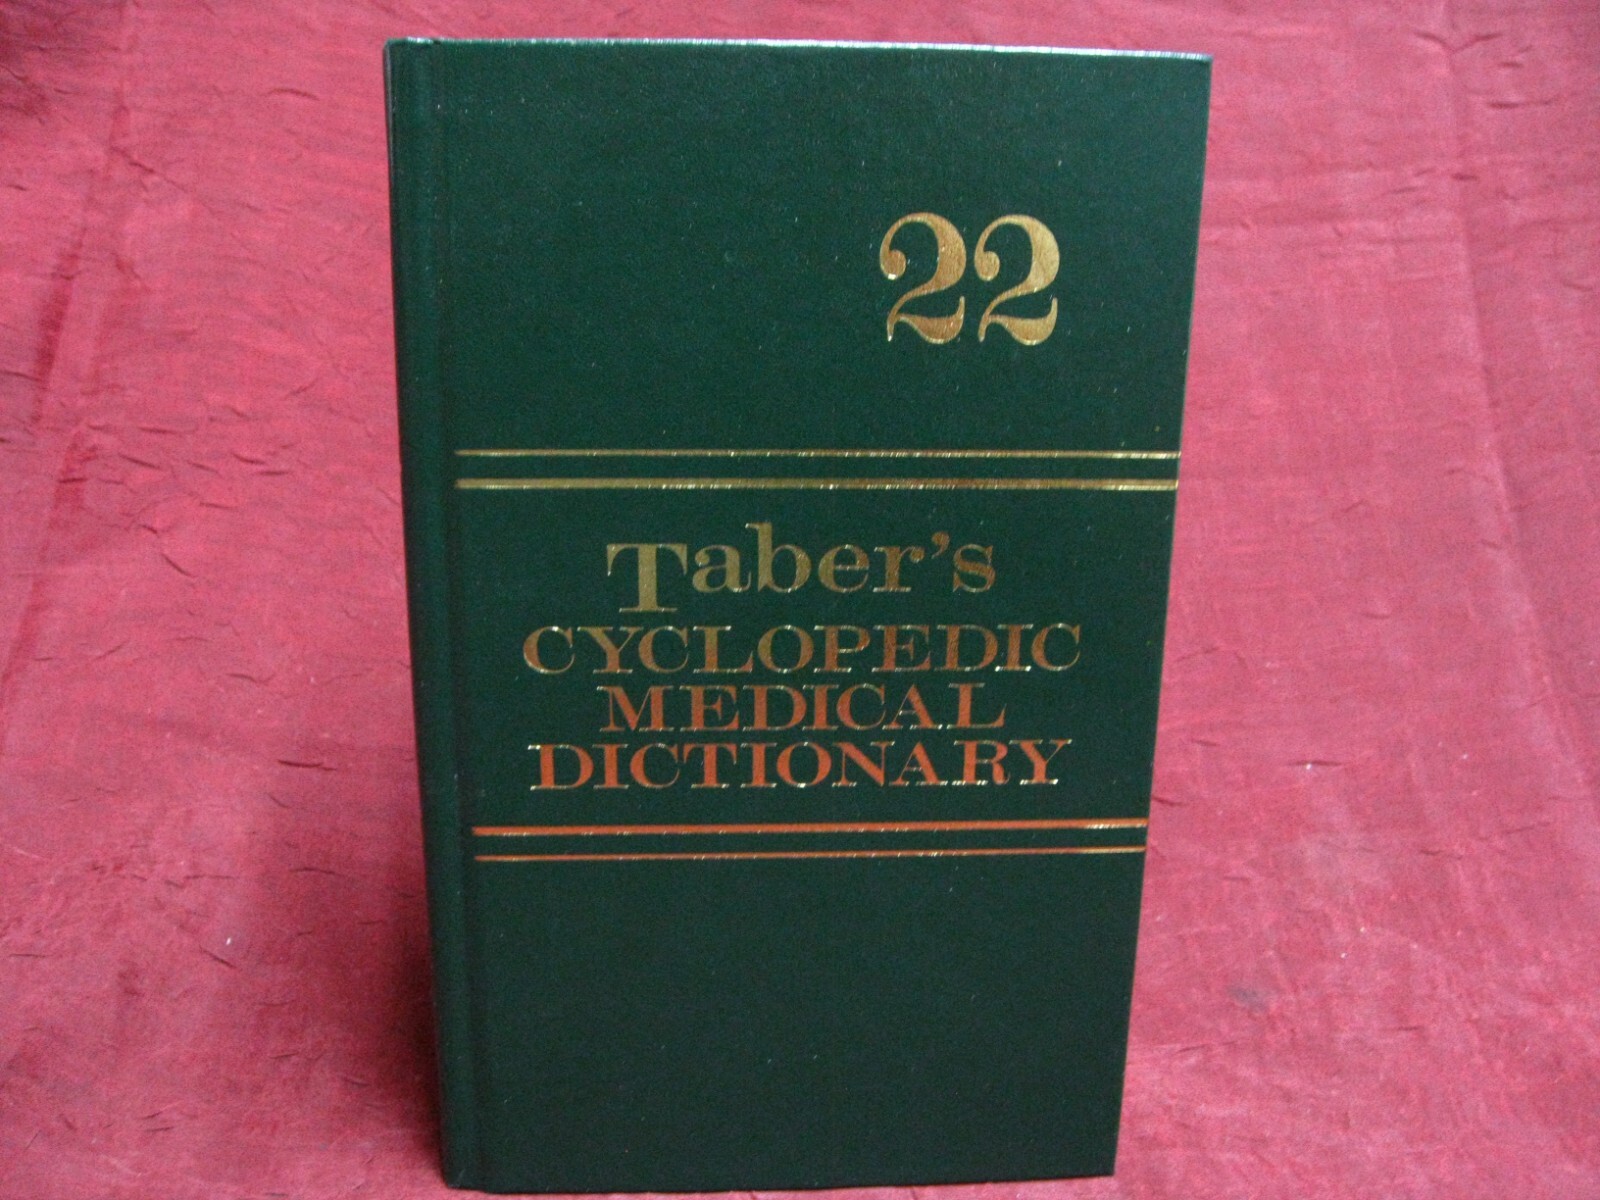 22
Taber's
CYCLOPEDIC
MEDICAL
DICTIONARY